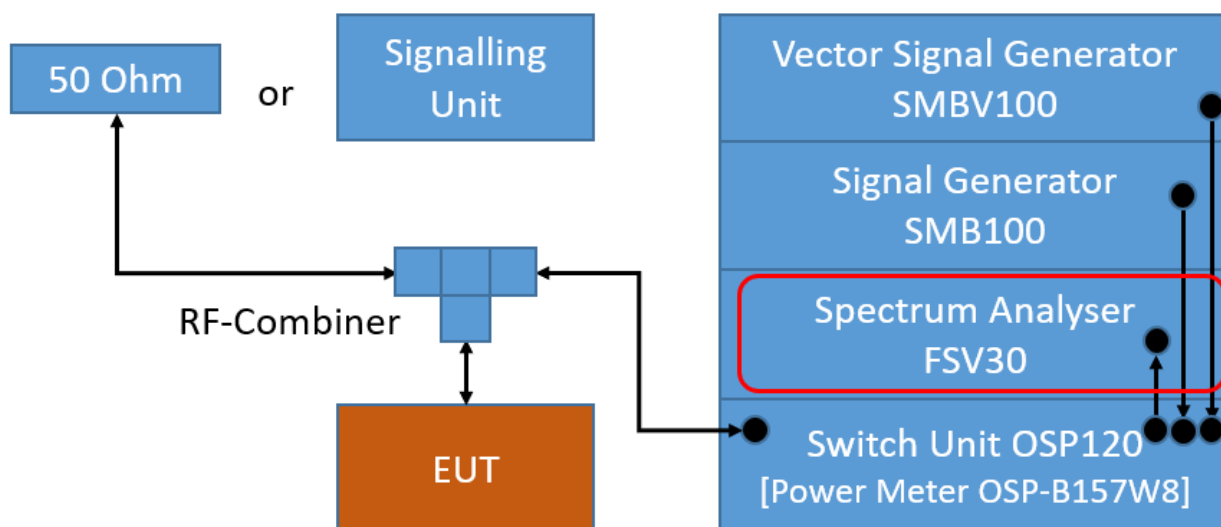 50 Ohm
or
Signalling
Unit
Vector Signal Generator
SMBV100
Signal Generator
SMB100
RF-Combiner
Spectrum Analyser
FSV30
EUT
Switch Unit OSP120
[Power Meter OSP-B157W8]